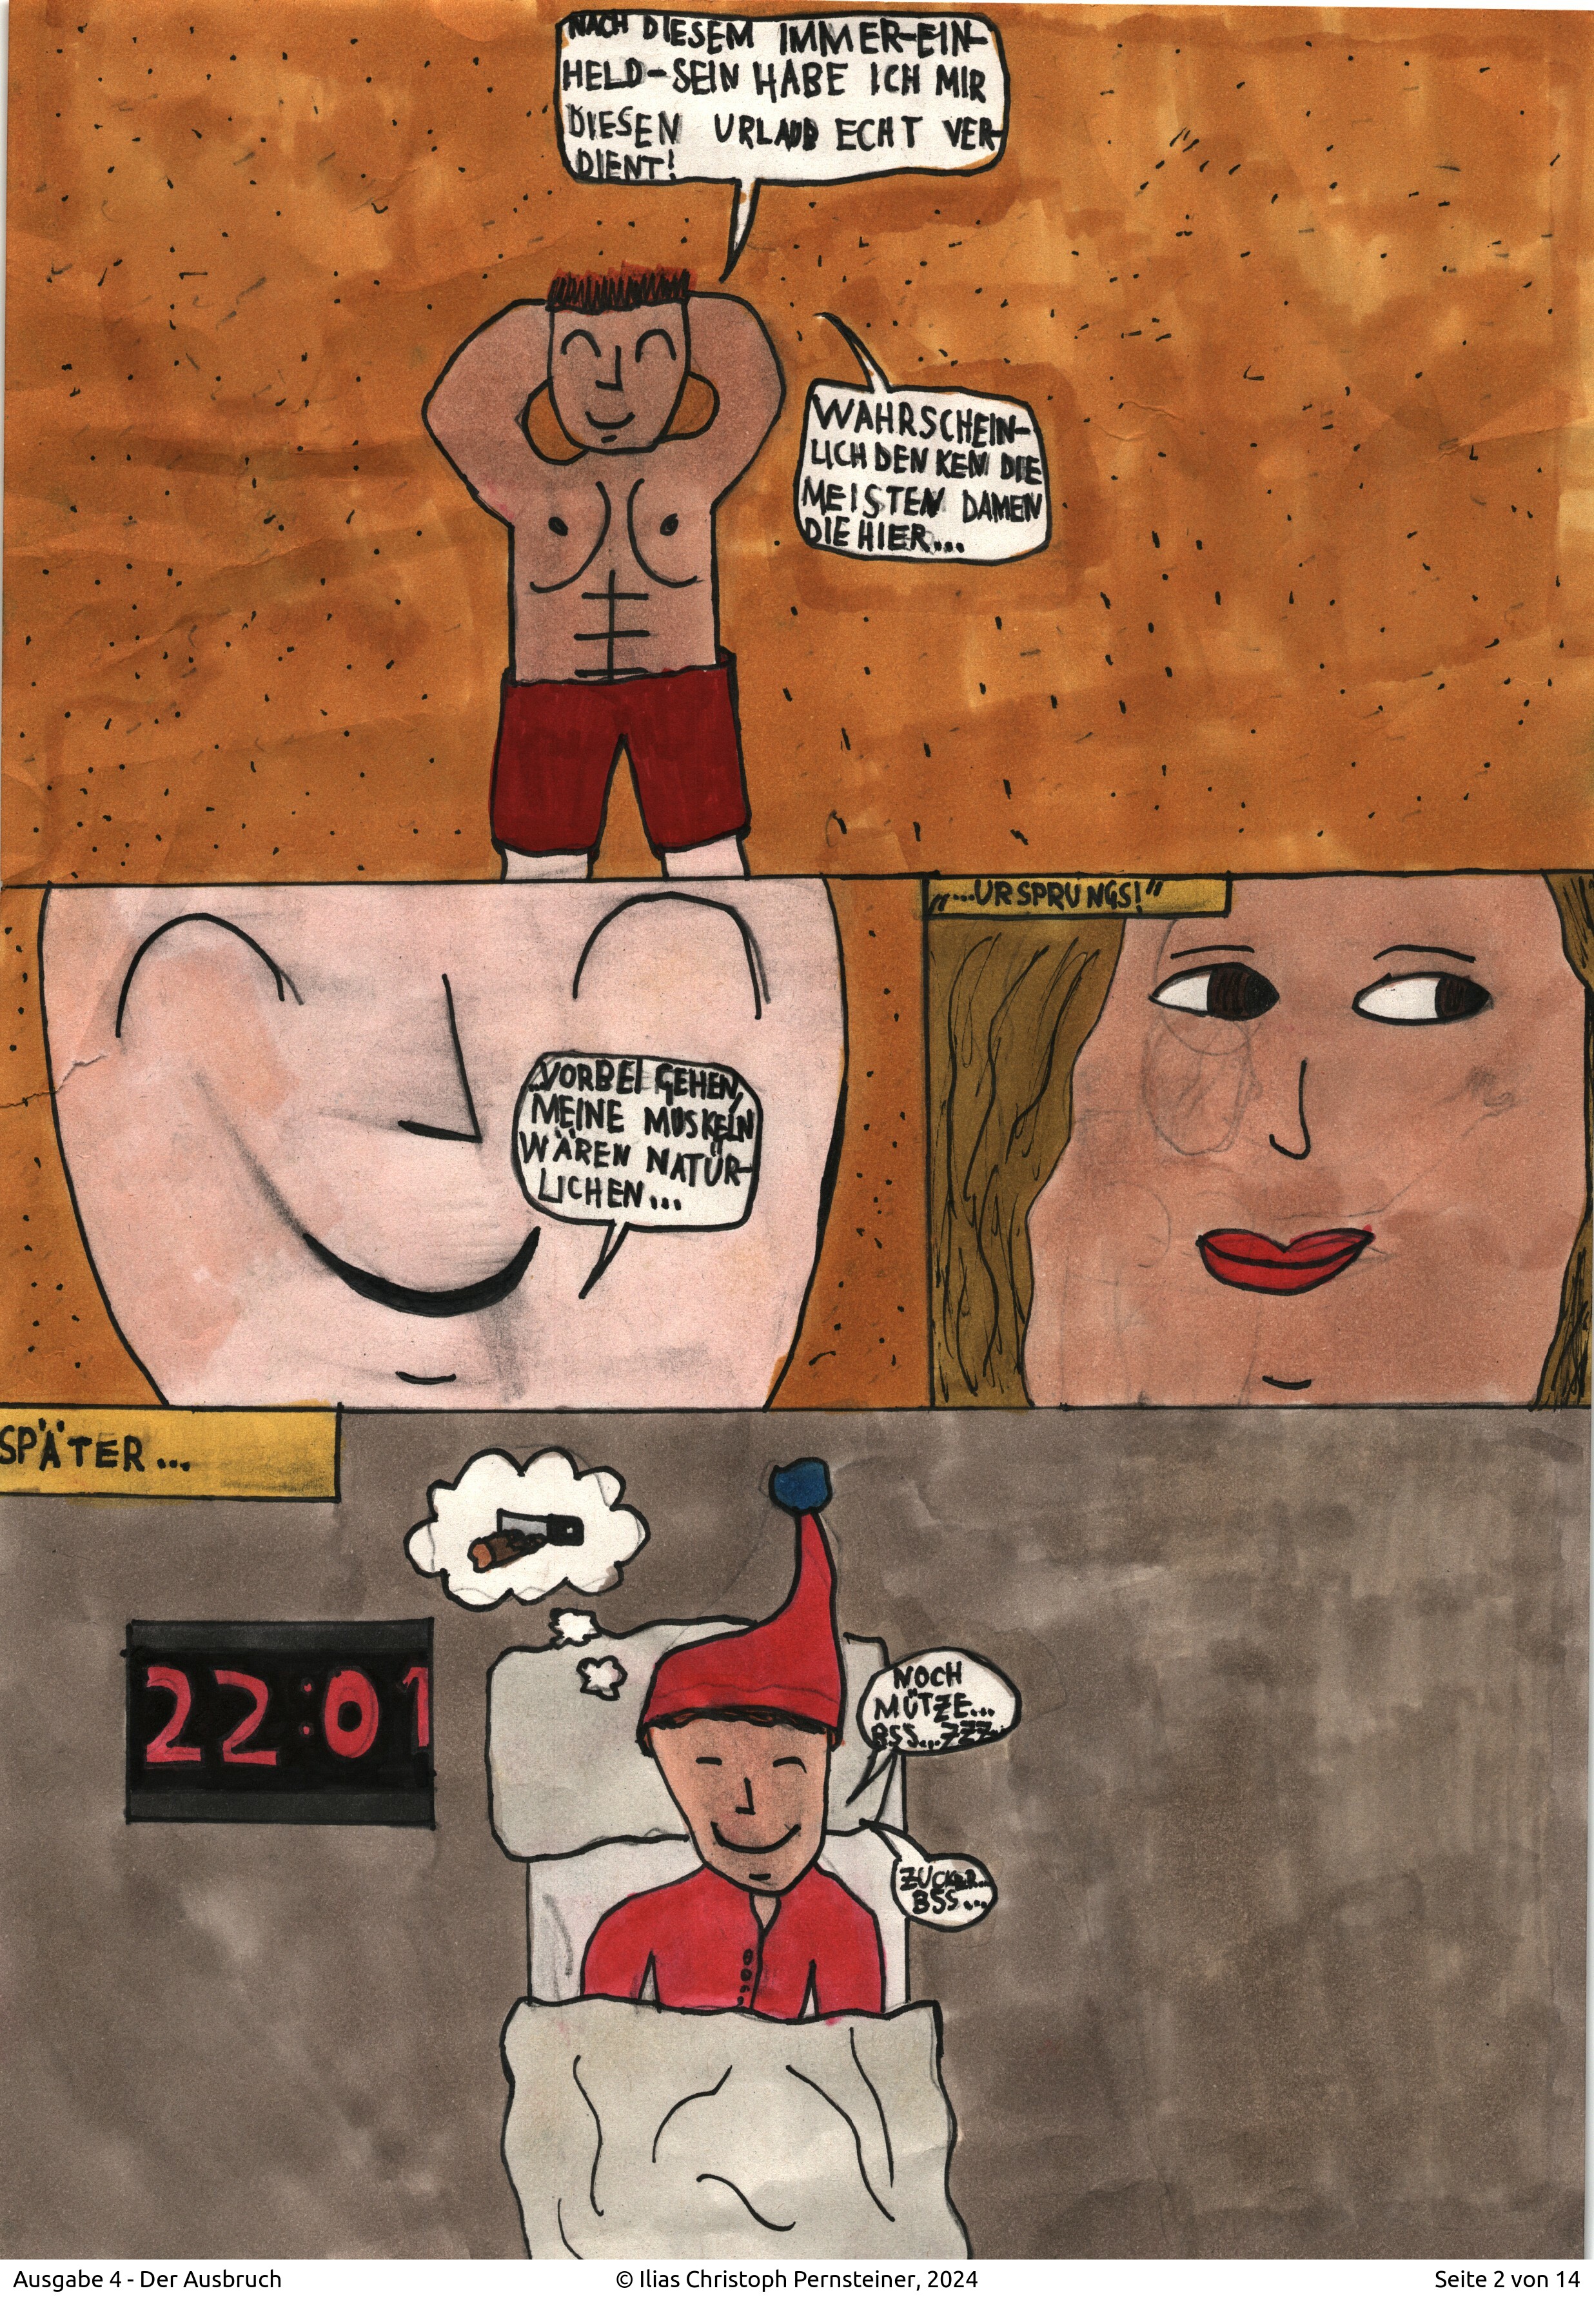 NACH DIESEM IMMER-EIN-
HELD-SEIN HABE ICH MIR
DIESEN URLAUB ECHT VER-
DIENT!
WAHRSCHEIN-
LICH DENKEN DIE
MEISTEN DAMEN
DIE HIER...
...VORBEI GEHEN,
MEINE MUSKELN
WÄREN NATÜR-
LICHEN...
„...URSPRUNGS!”
SPÄTER...
22:01
NOCH
MÜTZE...
BSS...ZZZ...
ZUCKER...
BSS...
Ausgabe 4 - Der Ausbruch
© Ilias Christoph Pernsteiner, 2024
Seite 2 von 14